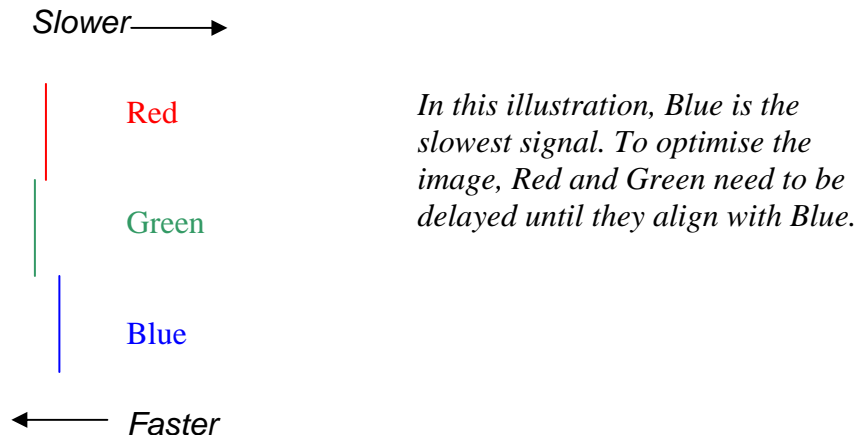 Slower
Red
Green
Blue
Faster
In this illustration, Blue is the
slowest signal. To optimise the
image, Red and Green need to be
delayed until they align with Blue.